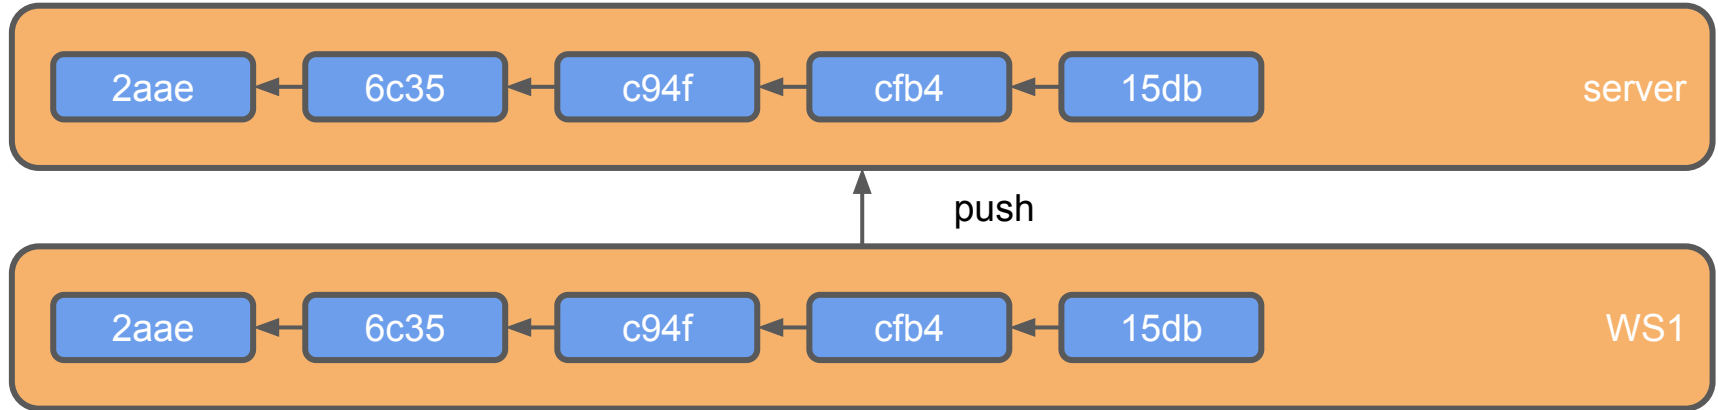 2aae 6c35 c94f cfb4 15db server
push
2aae 6c35 c94f cfb4 15db WS1